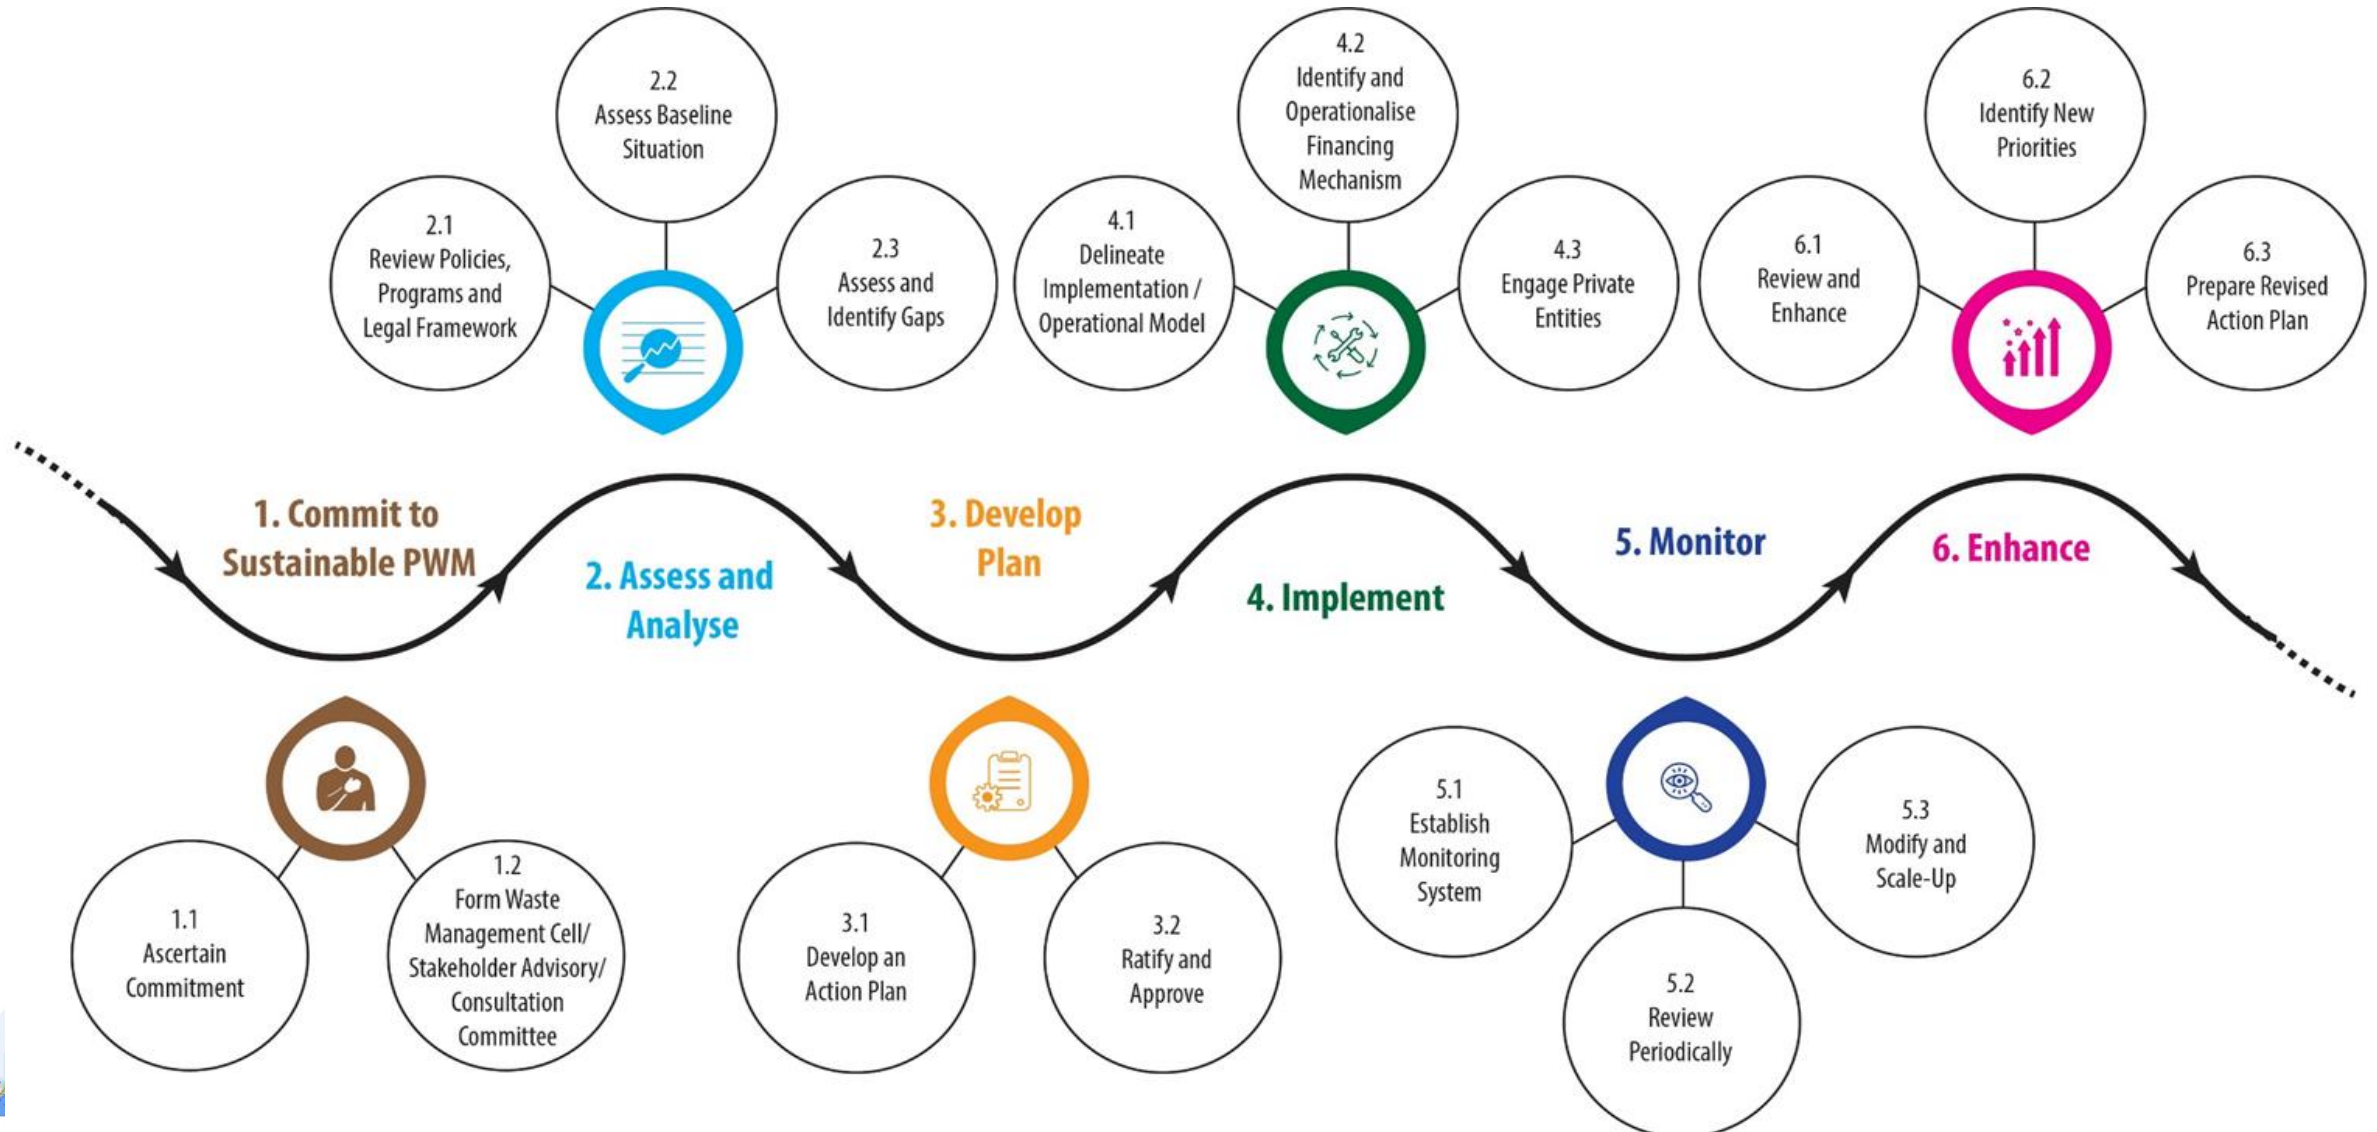 2.2
Assess Baseline
Situation
2.1
Review Policies,
Programs and
Legal Framework
2.3
Assess and
Identify Gaps
4.2
Identify and
Operationalise
Financing
Mechanism
4.1
Delineate
Implementation /
Operational Model
4.3
Engage Private
Entities
6.2
Identify New
Priorities
6.1
Review and
Enhance
6.3
Prepare Revised
Action Plan
1. Commit to
Sustainable PWM
2. Assess and
Analyse
3. Develop
Plan
4. Implement
5. Monitor
6. Enhance
1.1
Ascertain
Commitment
1.2
Form Waste
Management Cell/
Stakeholder Advisory/
Consultation
Committee
3.1
Develop an
Action Plan
3.2
Ratify and
Approve
5.1
Establish
Monitoring
System
5.2
Review
Periodically
5.3
Modify and
Scale-Up